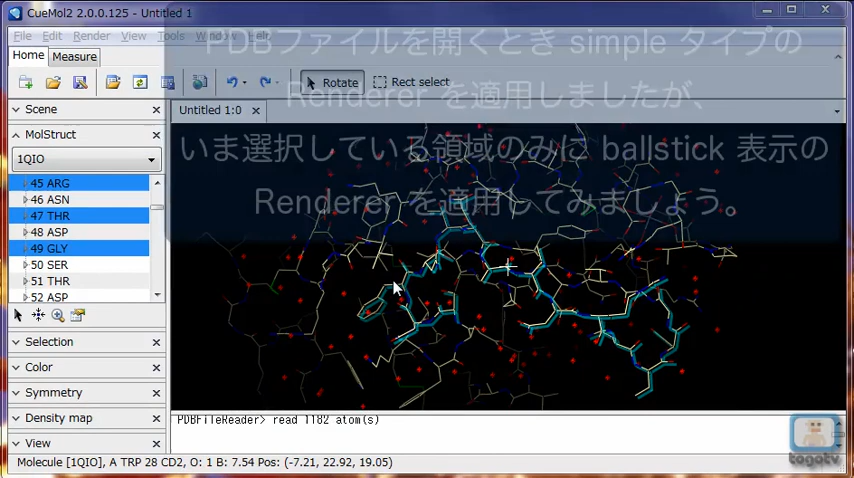 CueMol2 2.0.0.125 - Untitled 1
File Edit Render View Tools Window Help
Home Measure
PDBファイルを開くとき simple タイプの
Renderer を適用しましたが、
いま選択している領域のみに ballstick 表示の
Renderer を適用してみましょう。
Rotate
Rect select
Scene
Untitled 1:0
MolStruct
1QIO
45 ARG
46 ASN
47 THR
48 ASP
49 GLY
50 SER
51 THR
52 ASP
Selection
Color
Symmetry
Density map
View
PDBFileReader> read 1182 atom(s)
Molecule [1QIO], A TRP 28 CD2, O: 1 B: 7.54 Pos: (-7.21, 22.92, 19.05)
togotv